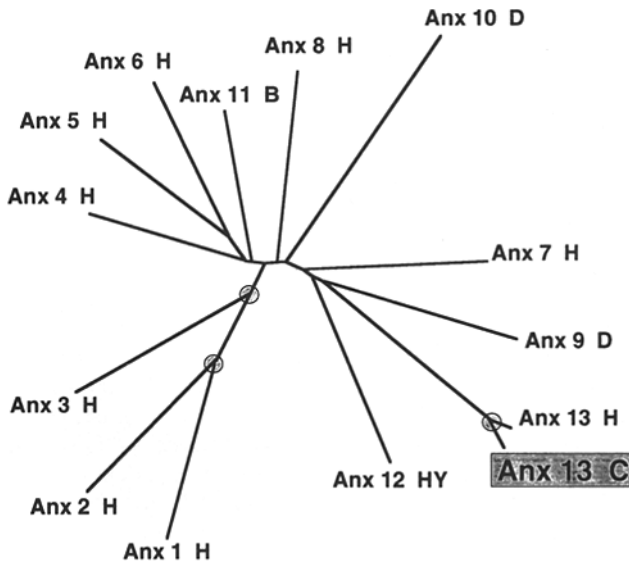 Anx 10 D
Anx 8 H
Anx 6 H
Anx 11 B
Anx 5 H
Anx 4 H
Anx 7 H
Anx 9 D
Anx 3 H
Anx 13 H
Anx 12 HY
Anx 13 C
Anx 2 H
Anx 1 H